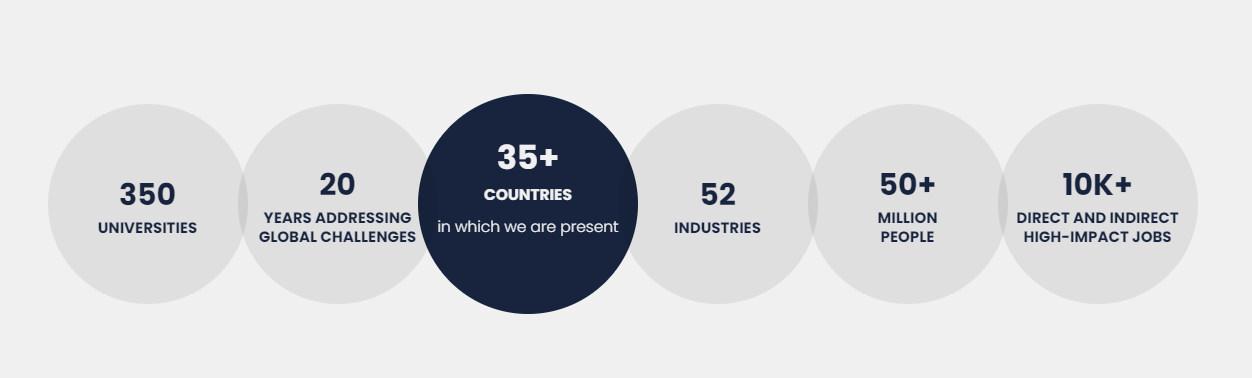 350
UNIVERSITIES
20
YEARS ADDRESSING
GLOBAL CHALLENGES
35+
COUNTRIES
in which we are present
52
INDUSTRIES
50+
MILLION
PEOPLE
10K+
DIRECT AND INDIRECT
HIGH-IMPACT JOBS